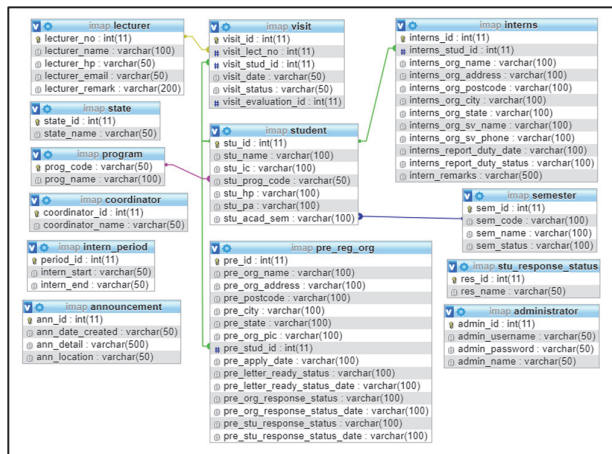 imap lecturer
lecturer_no : int(11)
lecturer_name : varchar(100)
lecturer_hp : varchar(50)
lecturer_email : varchar(50)
lecturer_remark : varchar(200)
imap state
state_id : int(11)
state_name : varchar(50)
imap program
prog_code : varchar(50)
prog_name : varchar(100)
imap coordinator
coordinator_id : int(11)
coordinator_name : varchar(50)
imap intern_period
period_id : int(11)
intern_start : varchar(50)
intern_end : varchar(50)
imap announcement
ann_id : int(11)
ann_date_created : varchar(50)
ann_detail : varchar(500)
ann_location : varchar(50)
imap visit
visit_id : int(11)
visit_lect_no : int(11)
visit_stud_id : int(11)
visit_date : varchar(50)
visit_status : varchar(50)
visit_evaluation_id : int(11)
imap student
stu_id : int(11)
stu_name : varchar(100)
stu_ic : varchar(100)
stu_prog_code : varchar(50)
stu_hp : varchar(100)
stu_pa : varchar(100)
stu_acad_sem : varchar(100)
imap pre_reg_org
pre_id : int(11)
pre_org_name : varchar(100)
pre_org_address : varchar(100)
pre_postcode : varchar(100)
pre_city : varchar(100)
pre_state : varchar(100)
pre_org_pic : varchar(100)
pre_stud_id : int(11)
pre_apply_date : varchar(100)
pre_letter_ready_status : varchar(100)
pre_letter_ready_status_date : varchar(100)
pre_org_response_status : varchar(100)
pre_org_response_status_date : varchar(100)
pre_stu_response_status : varchar(100)
pre_stu_response_status_date : varchar(100)
imap interns
interns_id : int(11)
interns_stud_id : int(11)
interns_org_name : varchar(100)
interns_org_address : varchar(100)
interns_org_postcode : varchar(100)
interns_org_city : varchar(100)
interns_org_state : varchar(100)
interns_org_sv_name : varchar(100)
interns_org_sv_phone : varchar(100)
interns_report_duty_date : varchar(100)
interns_report_duty_status : varchar(100)
intern_remarks : varchar(500)
imap semester
sem_id : int(11)
sem_code : varchar(100)
sem_name : varchar(100)
sem_status : varchar(100)
imap stu_response_status
res_id : int(11)
res_name : varchar(50)
imap administrator
admin_id : int(11)
admin_username : varchar(50)
admin_password : varchar(50)
admin_name : varchar(50)